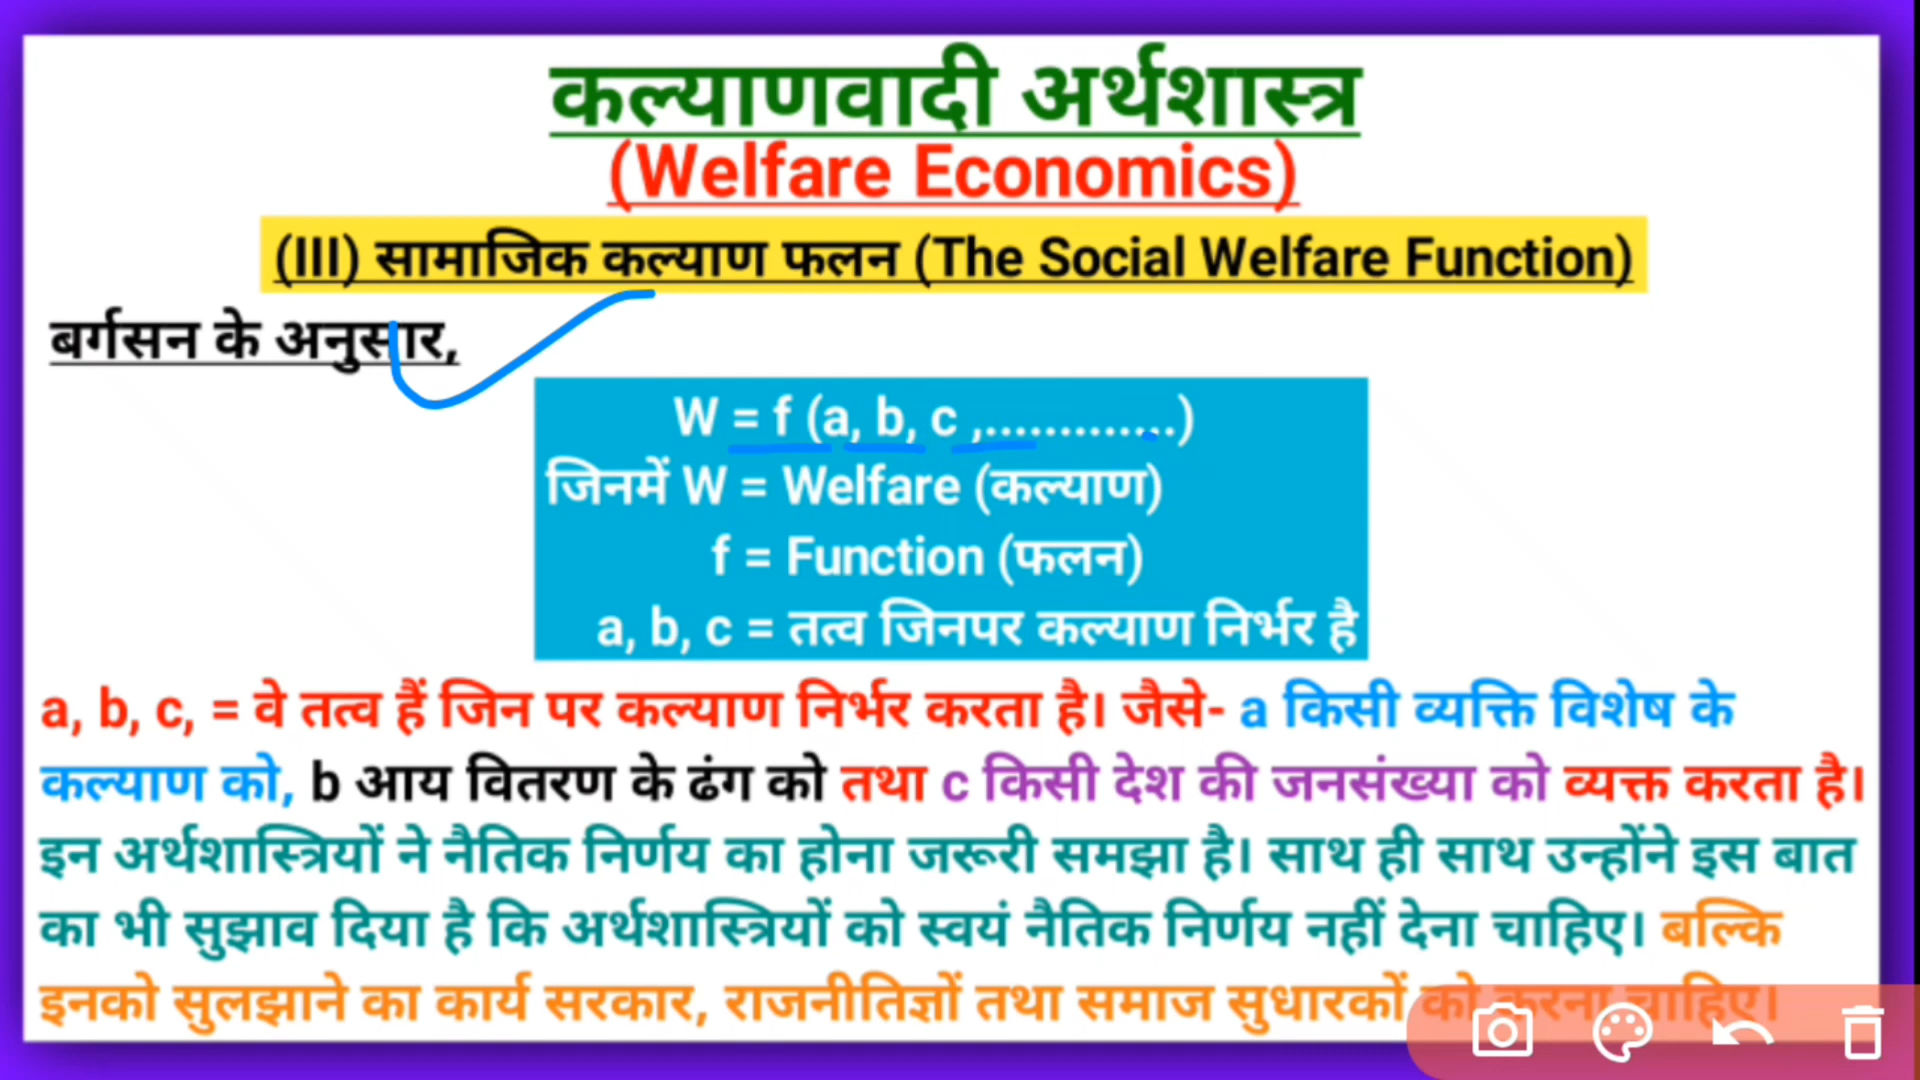 कल्याणवादी अर्थशास्त्र
(Welfare Economics)
(III) सामाजिक कल्याण फलन (The Social Welfare Function)
बर्गसन के अनुसार,
W = f (a, b, c ,.............)
जिनमें W = Welfare (कल्याण)
f = Function (फलन)
a, b, c = तत्व जिनपर कल्याण निर्भर है
a, b, c, = वे तत्व हैं जिन पर कल्याण निर्भर करता है। जैसे- a किसी व्यक्ति विशेष के
कल्याण को, b आय वितरण के ढंग को तथा c किसी देश की जनसंख्या को व्यक्त करता है।
इन अर्थशास्त्रियों ने नैतिक निर्णय का होना जरूरी समझा है। साथ ही साथ उन्होंने इस बात
का भी सुझाव दिया है कि अर्थशास्त्रियों को स्वयं नैतिक निर्णय नहीं देना चाहिए। बल्कि
इनको सुलझाने का कार्य सरकार, राजनीतिज्ञों तथा समाज सुधारकों को करना चाहिए।